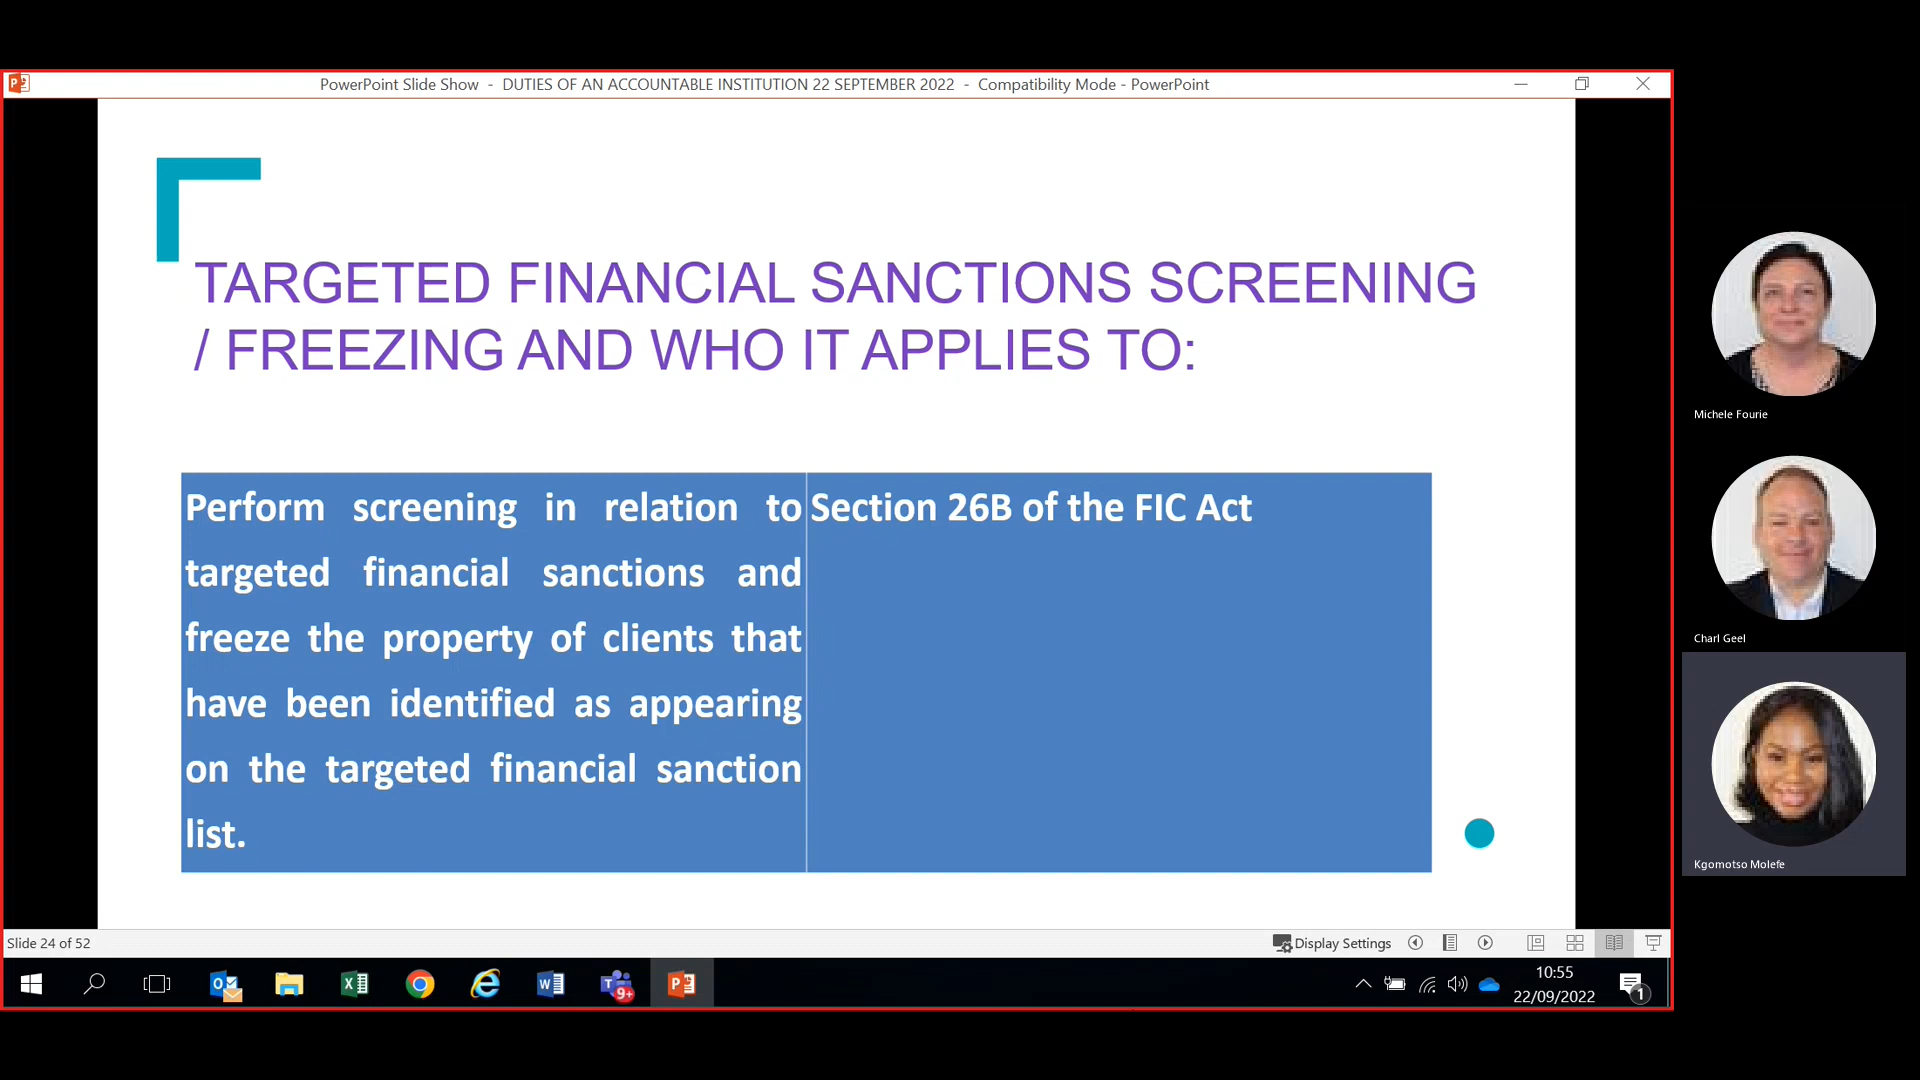 PowerPoint Slide Show - DUTIES OF AN ACCOUNTABLE INSTITUTION 22 SEPTEMBER 2022 - Compatibility Mode - PowerPoint
TARGETED FINANCIAL SANCTIONS SCREENING
/ FREEZING AND WHO IT APPLIES TO:
Perform screening in relation to
targeted financial sanctions and
freeze the property of clients that
have been identified as appearing
on the targeted financial sanction
list.
Section 26B of the FIC Act
Michele Fourie
Charl Geel
Kgomotso Molefe
Slide 24 of 52
Display Settings
9+
10:55
22/09/2022
1